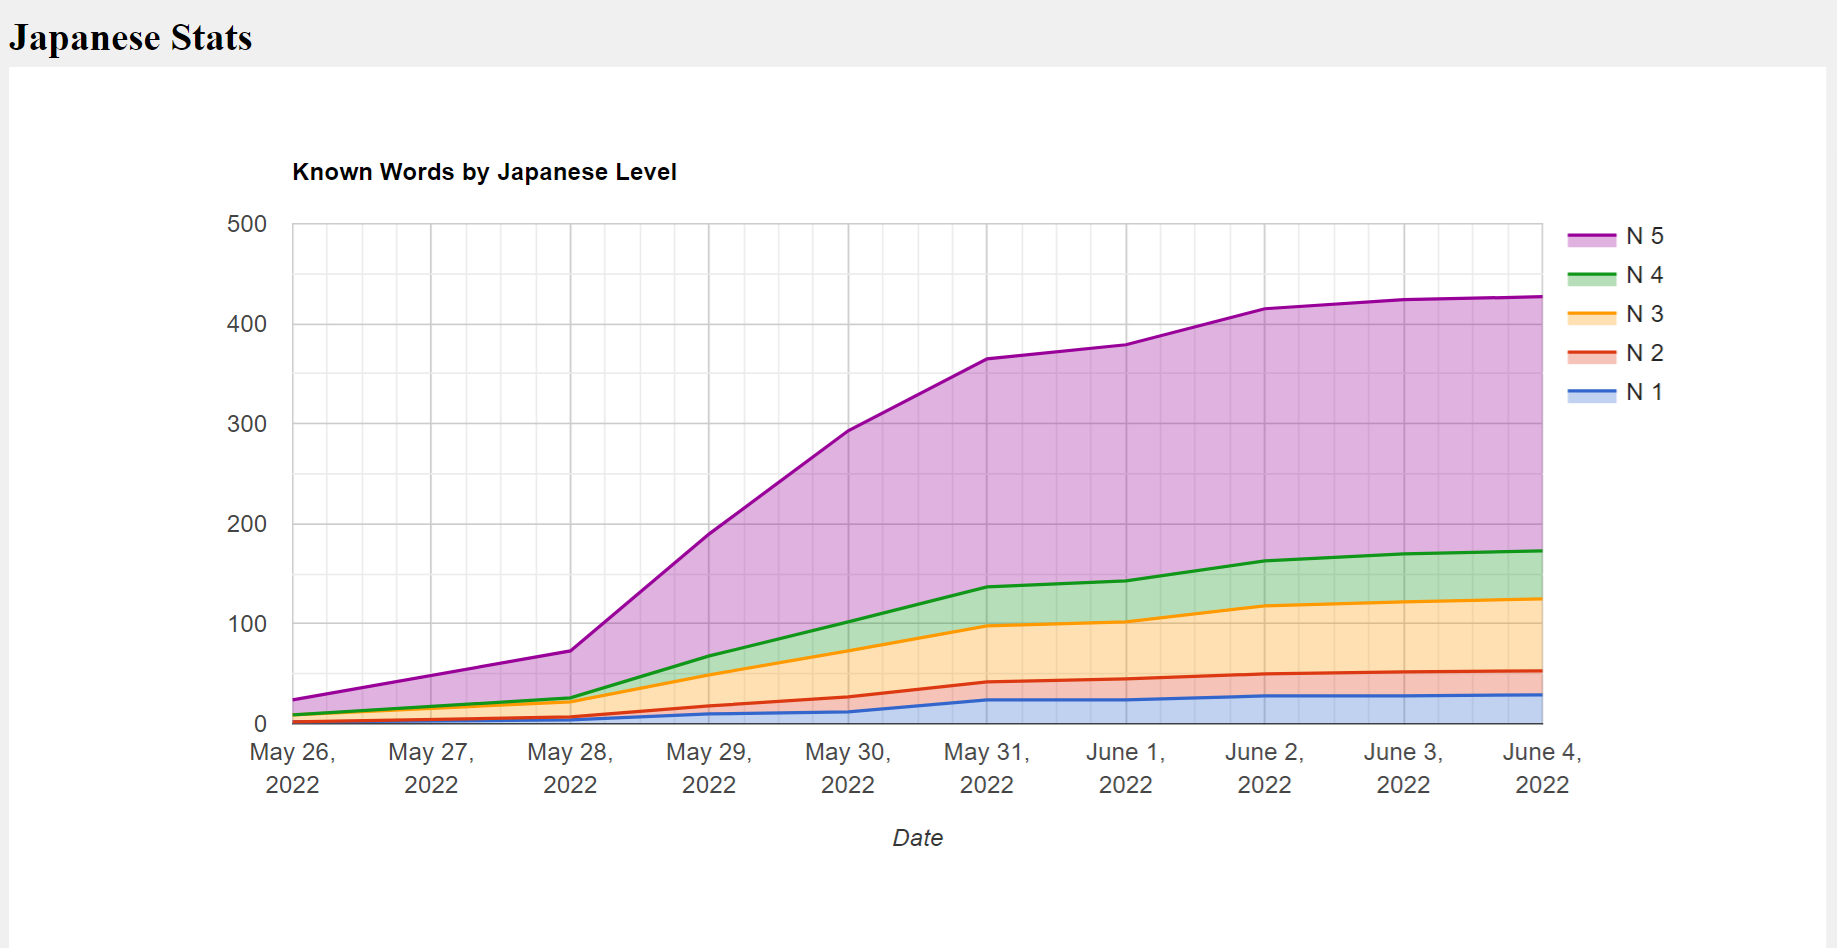 Japanese Stats
Known Words by Japanese Level
500
400
300
200
100
0
N 5
N 4
N 3
N 2
N 1
May 26, 2022
May 27, 2022
May 28, 2022
May 29, 2022
May 30, 2022
May 31, 2022
June 1, 2022
June 2, 2022
June 3, 2022
June 4, 2022
Date